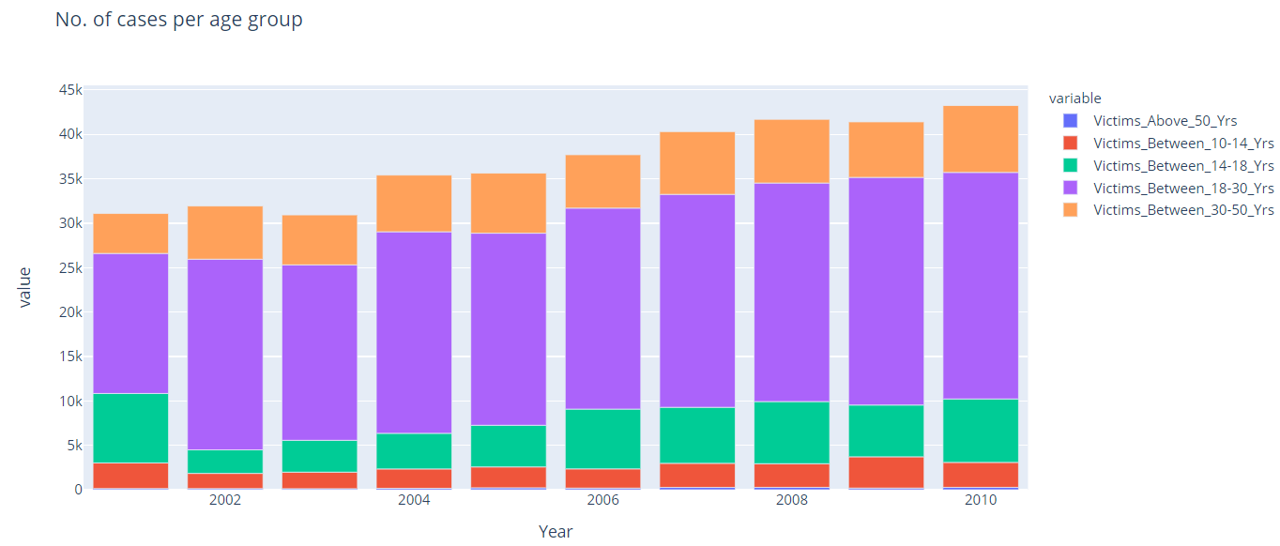 No. of cases per age group
45k
40k
35k
30k
25k
20k
15k
10k
5k
0
value
2002
2004
2006
2008
2010
Year
variable
Victims_Above_50_Yrs
Victims_Between_10-14_Yrs
Victims_Between_14-18_Yrs
Victims_Between_18-30_Yrs
Victims_Between_30-50_Yrs